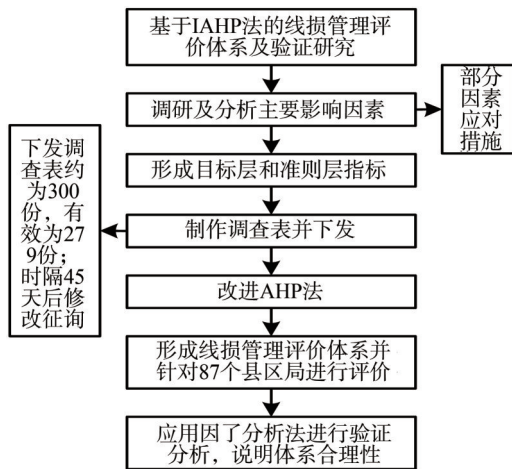 基于IAHP法的线损管理评
价体系及验证研究
调研及分析主要影响因素
部分
因素
应对
措施
形成目标层和准则层指标
下发调
查表约
为300
份，有
效为27
9份；
时隔45
天后修
改征询
制作调查表并下发
改进AHP法
形成线损管理评价体系并
针对87个县区局进行评价
应用因了分析法进行验证
分析，说明体系合理性